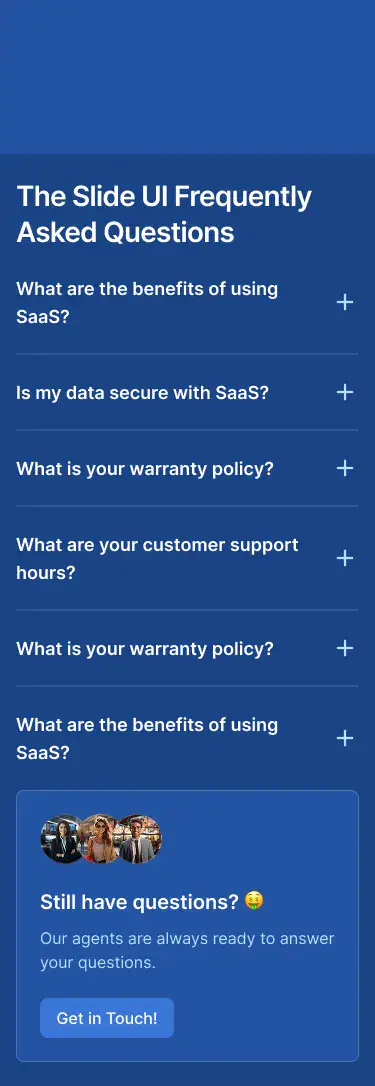 The Slide UI Frequently
Asked Questions
What are the benefits of using
SaaS?
Is my data secure with SaaS?
What is your warranty policy?
What are your customer support
hours?
What is your warranty policy?
What are the benefits of using
SaaS?
Still have questions? 🤑
Our agents are always ready to answer
your questions.
Get in Touch!